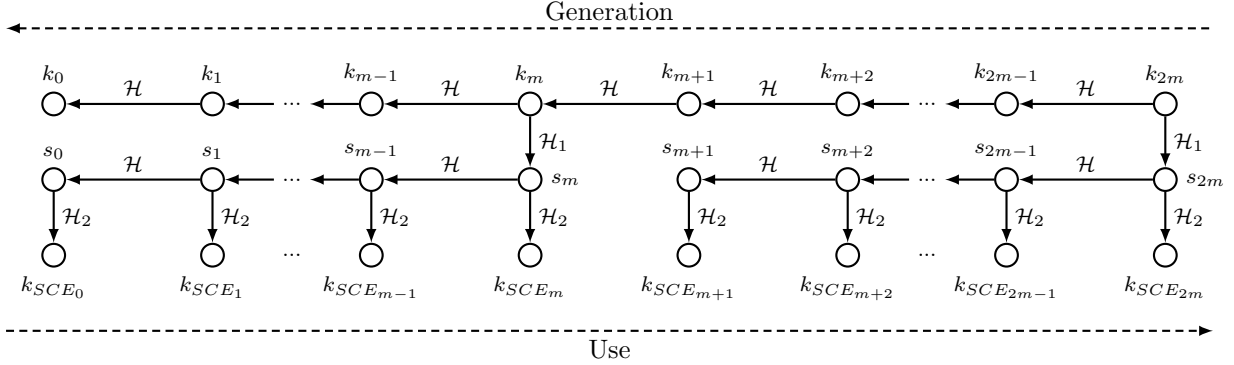 Generation
k_0 k_1 k_{m−1} k_m k_{m+1} k_{m+2} k_{2m−1} k_{2m}
H ... H H H ... H
H_1 H_1
s_0 s_1 s_{m−1} s_m s_{m+1} s_{m+2} s_{2m−1} s_{2m}
H ... H H ... H
H_2 H_2 H_2 H_2 H_2 H_2 H_2 H_2
... ...
k_{SCE_0} k_{SCE_1} k_{SCE_{m−1}} k_{SCE_m} k_{SCE_{m+1}} k_{SCE_{m+2}} k_{SCE_{2m−1}} k_{SCE_{2m}}
Use